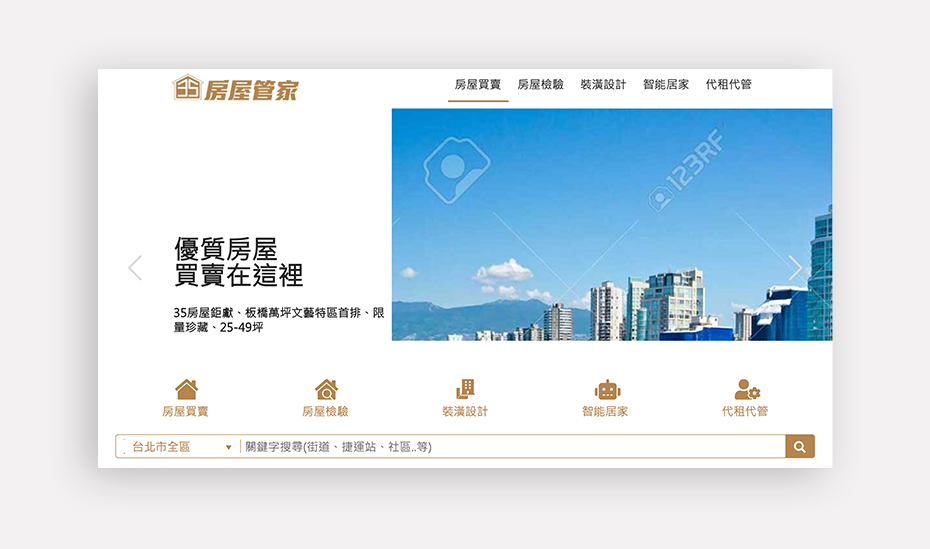 房屋管家
房屋買賣 房屋檢驗 裝潢設計 智能居家 代租代管
123RF
優質房屋
買賣在這裡
35房屋鉅獻、板橋萬坪文藝特區首排、限
量珍藏、25-49坪
房屋買賣 房屋檢驗 裝潢設計 智能居家 代租代管
台北市全區 關鍵字搜尋(街道、捷運站、社區..等)